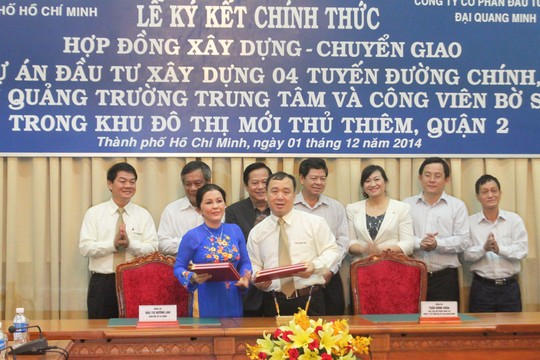 HỒ CHÍ MINH
CÔNG TY CỔ PHẦN ĐẦU TƯ
ĐẠI QUANG MINH
LỄ KÝ KẾT CHÍNH THỨC
HỢP ĐỒNG XÂY DỰNG - CHUYỂN GIAO
Ự ÁN ĐẦU TƯ XÂY DỰNG 04 TUYẾN ĐƯỜNG CHÍNH,
QUẢNG TRƯỜNG TRUNG TÂM VÀ CÔNG VIÊN BỜ S
TRONG KHU ĐÔ THỊ MỚI THỦ THIÊM, QUẬN 2
Thành phố Hồ Chí Minh, ngày 01 tháng 12 năm 2014